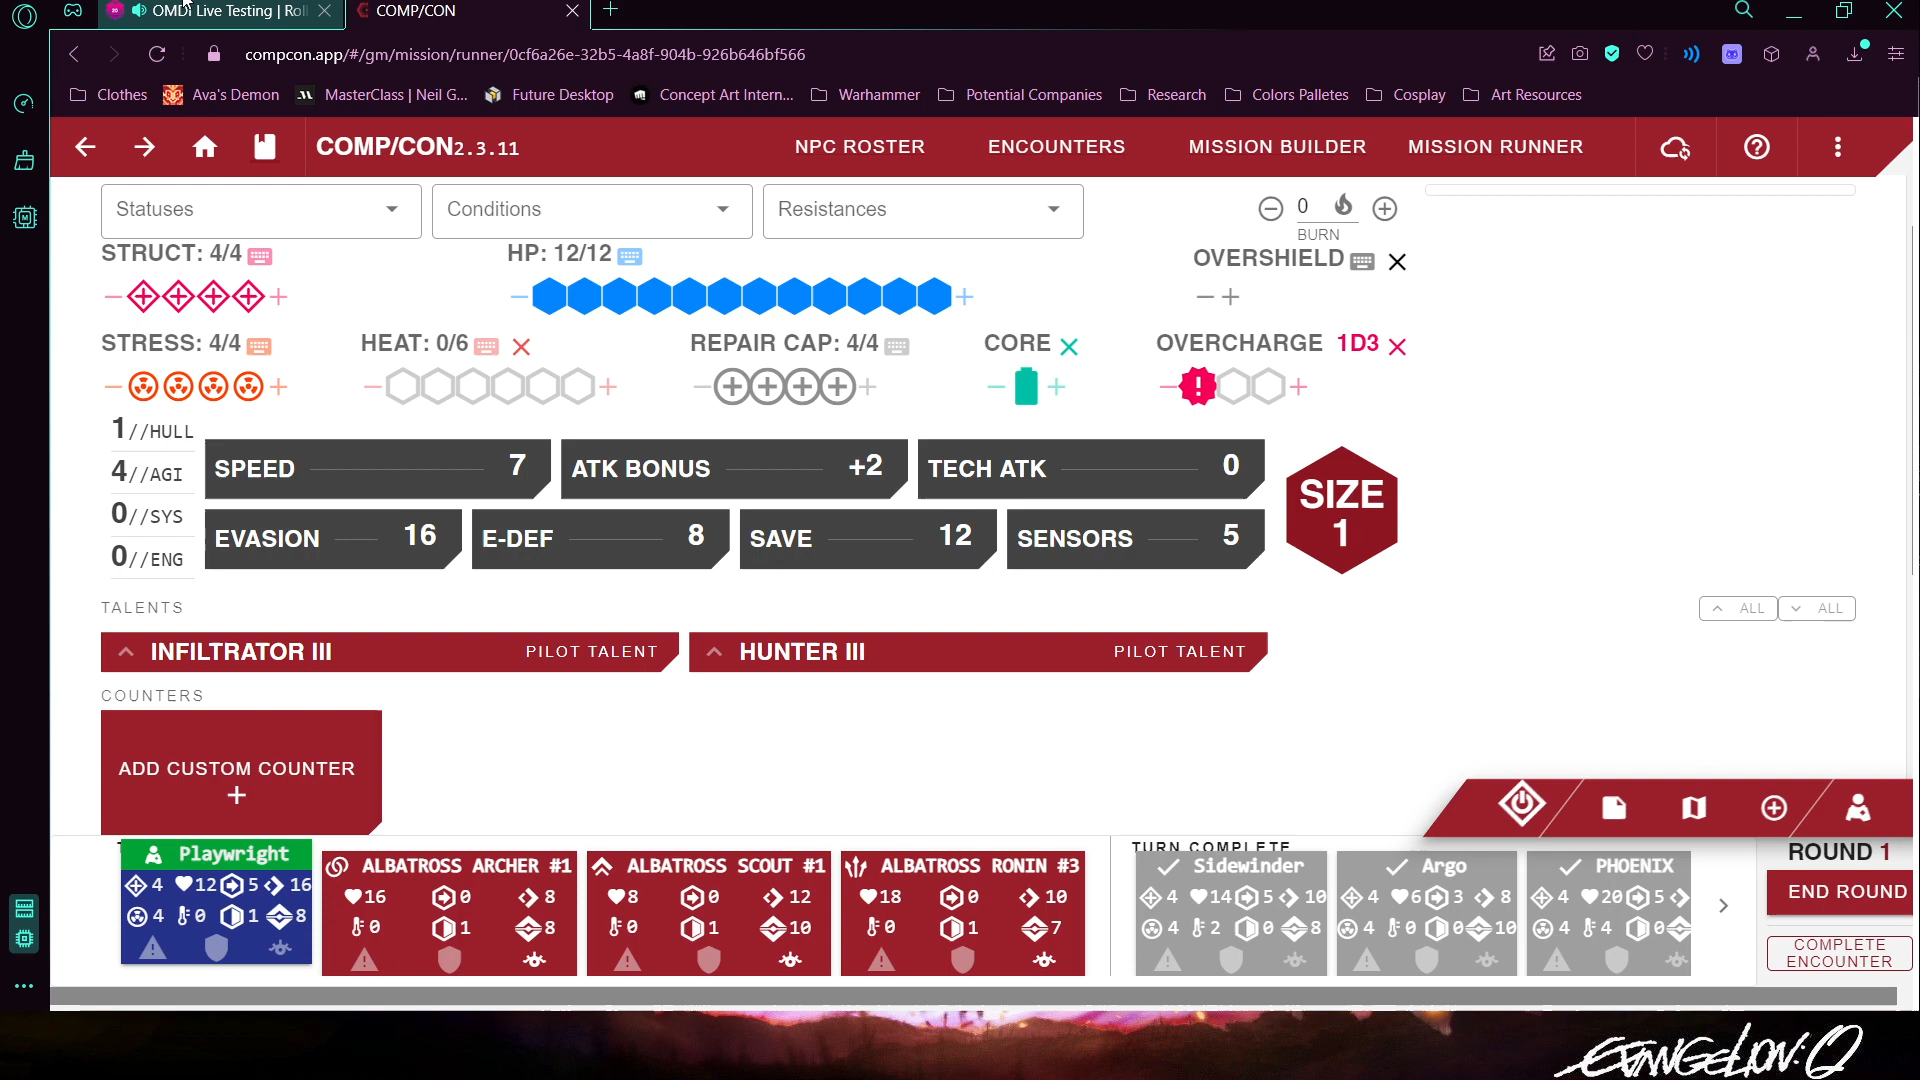 OMDi Live Testing | Rol
COMP/CON
compcon.app/#/gm/mission/runner/0cf6a26e-32b5-4a8f-904b-926b646bf566
Clothes Ava's Demon MasterClass | Neil G... Future Desktop Concept Art Intern... Warhammer Potential Companies Research Colors Palletes Cosplay Art Resources
COMP/CON2.3.11 NPC ROSTER ENCOUNTERS MISSION BUILDER MISSION RUNNER
Statuses Conditions Resistances 0
BURN
STRUCT: 4/4 HP: 12/12 OVERSHIELD
STRESS: 4/4 HEAT: 0/6 REPAIR CAP: 4/4 CORE OVERCHARGE 1D3
1//HULL
4//AGI
0//SYS
0//ENG
SPEED 7 ATK BONUS +2 TECH ATK 0
EVASION 16 E-DEF 8 SAVE 12 SENSORS 5
SIZE
1
TALENTS ALL ALL
INFILTRATOR III PILOT TALENT HUNTER III PILOT TALENT
COUNTERS
ADD CUSTOM COUNTER
Playwright
4 12 5 16
4 0 1 8
ALBATROSS ARCHER #1
16 0 8
0 1 8
ALBATROSS SCOUT #1
8 0 12
0 1 10
ALBATROSS RONIN #3
18 0 10
0 1 7
TURN COMPLETE
Sidewinder
4 14 5 10
4 2 0 8
Argo
4 6 3 8
4 0 0 10
PHOENIX
4 20 5
4 4 0
ROUND 1
END ROUND
COMPLETE
ENCOUNTER
EVANGELION:Q